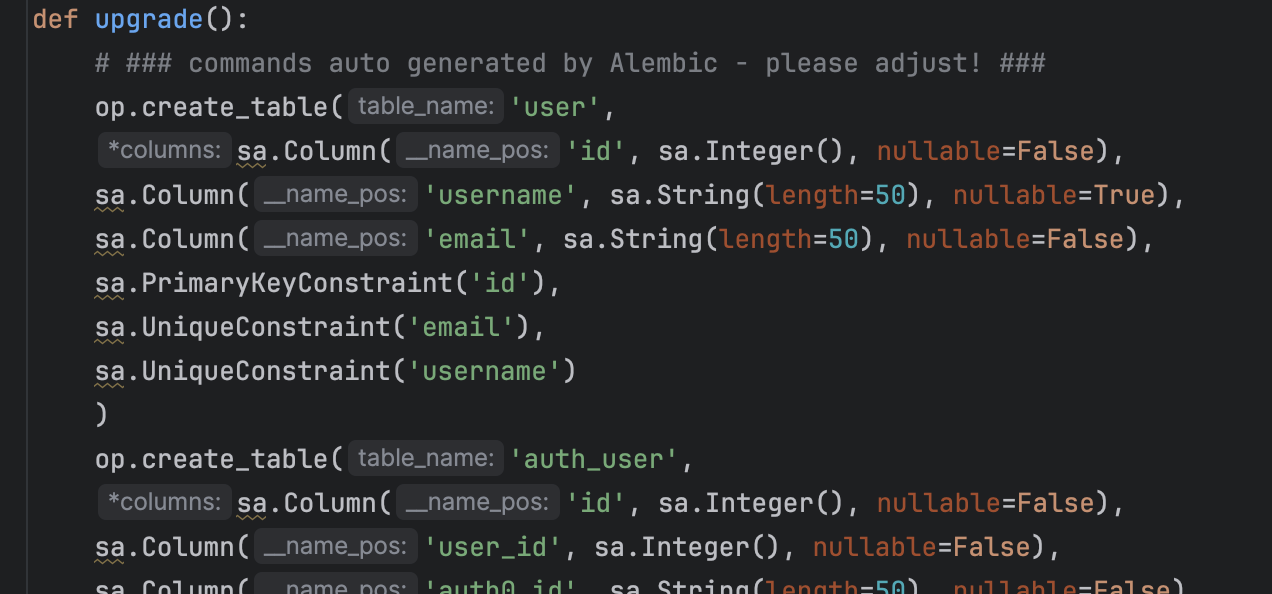 def upgrade():
# ### commands auto generated by Alembic - please adjust! ###
op.create_table( table_name: 'user',
*columns: sa.Column( __name_pos: 'id', sa.Integer(), nullable=False),
sa.Column( __name_pos: 'username', sa.String(length=50), nullable=True),
sa.Column( __name_pos: 'email', sa.String(length=50), nullable=False),
sa.PrimaryKeyConstraint('id'),
sa.UniqueConstraint('email'),
sa.UniqueConstraint('username')
)
op.create_table( table_name: 'auth_user',
*columns: sa.Column( __name_pos: 'id', sa.Integer(), nullable=False),
sa.Column( __name_pos: 'user_id', sa.Integer(), nullable=False),
sa.Column( __name_pos: 'auth0_id', sa.String(length=50), nullable=False)